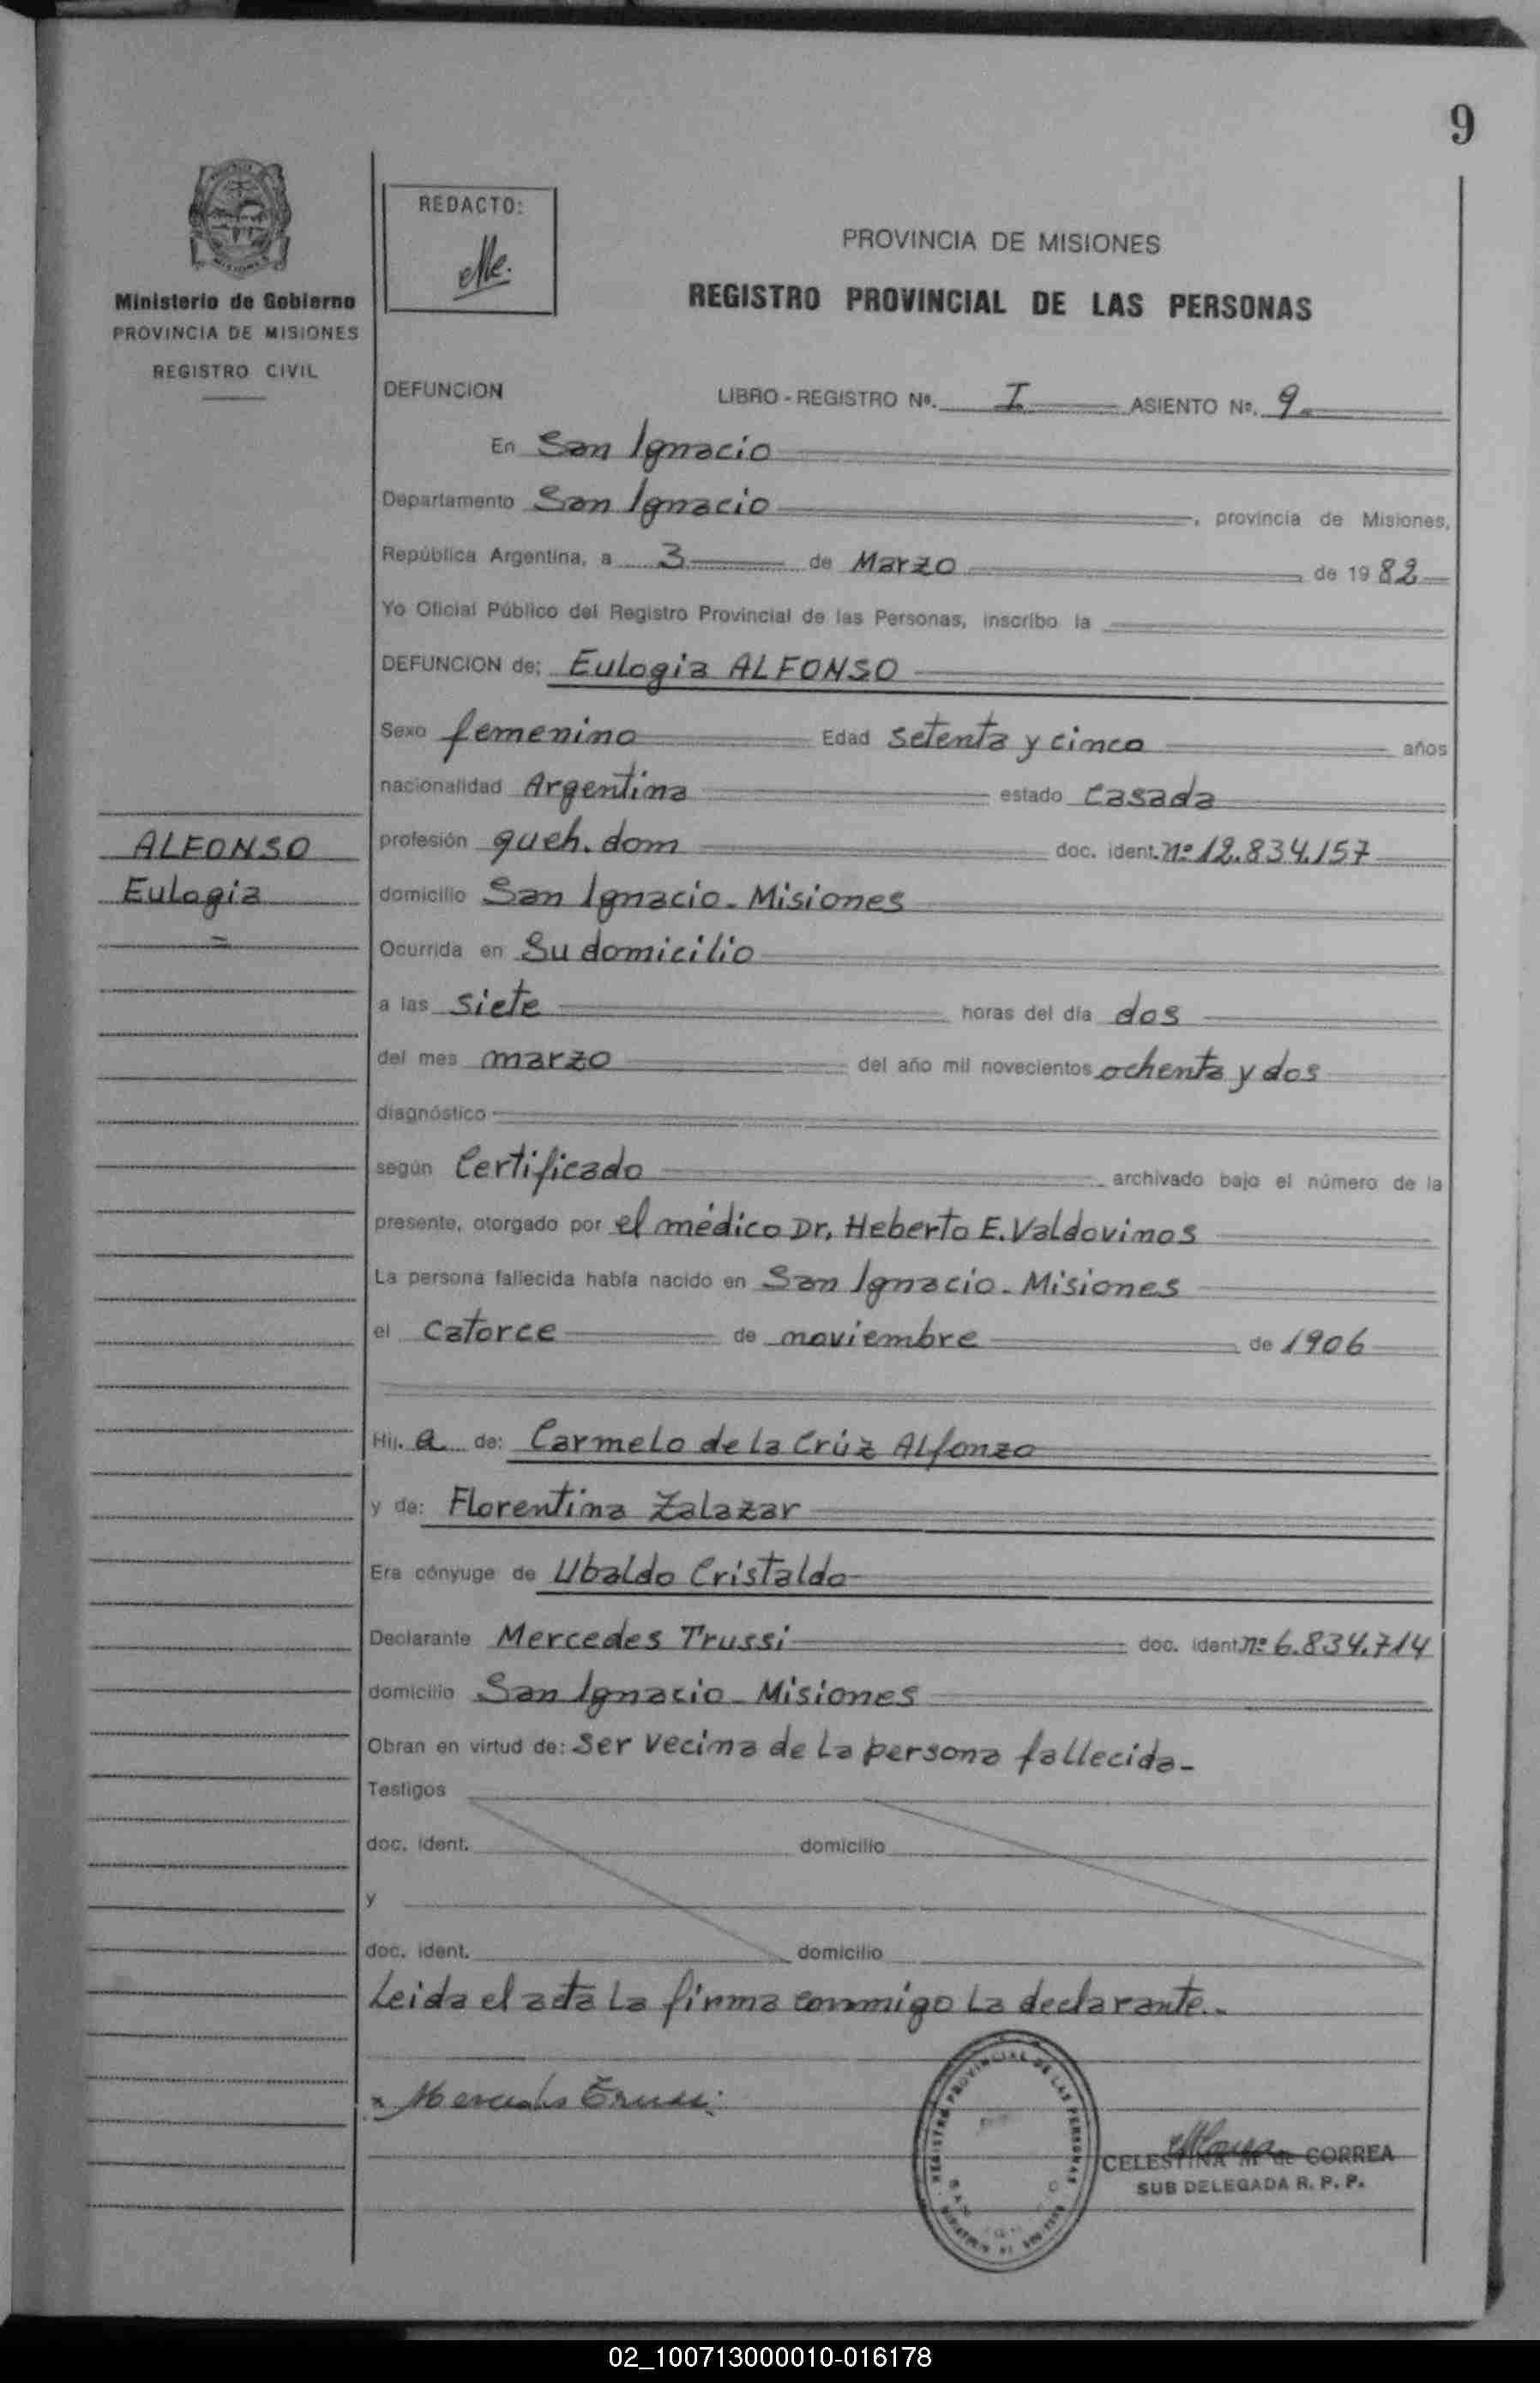 9
REDACTO:
Ministerio de Gobierno
PROVINCIA DE MISIONES
REGISTRO CIVIL
PROVINCIA DE MISIONES
REGISTRO PROVINCIAL DE LAS PERSONAS
DEFUNCION LIBRO - REGISTRO Nº. I ASIENTO Nº. 9
En San Ignacio
Departamento San Ignacio, provincia de Misiones,
República Argentina, a 3 de Marzo de 1982
Yo Oficial Público del Registro Provincial de las Personas, inscribo la
DEFUNCION de: Eulogia ALFONSO
Sexo femenino Edad setenta y cinco años
nacionalidad Argentina estado Casada
ALFONSO
Eulogia
profesión queh. dom doc. ident. nº 12.834.157
domicilio San Ignacio - Misiones
Ocurrida en Su domicilio
a las siete horas del día dos
del mes marzo del año mil novecientos ochenta y dos
diagnóstico
según Certificado archivado bajo el número de la
presente, otorgado por el médico Dr. Heberto E. Valdovinos
La persona fallecida había nacido en San Ignacio - Misiones
el catorce de noviembre de 1906
Hij. a de: Carmelo de la Crúz Alfonzo
y de: Florentina Zalazar
Era cónyuge de Ubaldo Cristaldo
Declarante Mercedes Trussi doc. ident. nº 6.834.714
domicilio San Ignacio - Misiones
Obran en virtud de: Ser vecina de la persona fallecida -
Testigos
doc. ident. domicilio
y
doc. ident. domicilio
Leida el acta la firma conmigo la declarante.-
Mercedes Trussi
REGISTRO PROVINCIAL DE LAS PERSONAS
CELESTINA M de CORREA
SUB DELEGADA R. P. P.
02_100713000010-016178